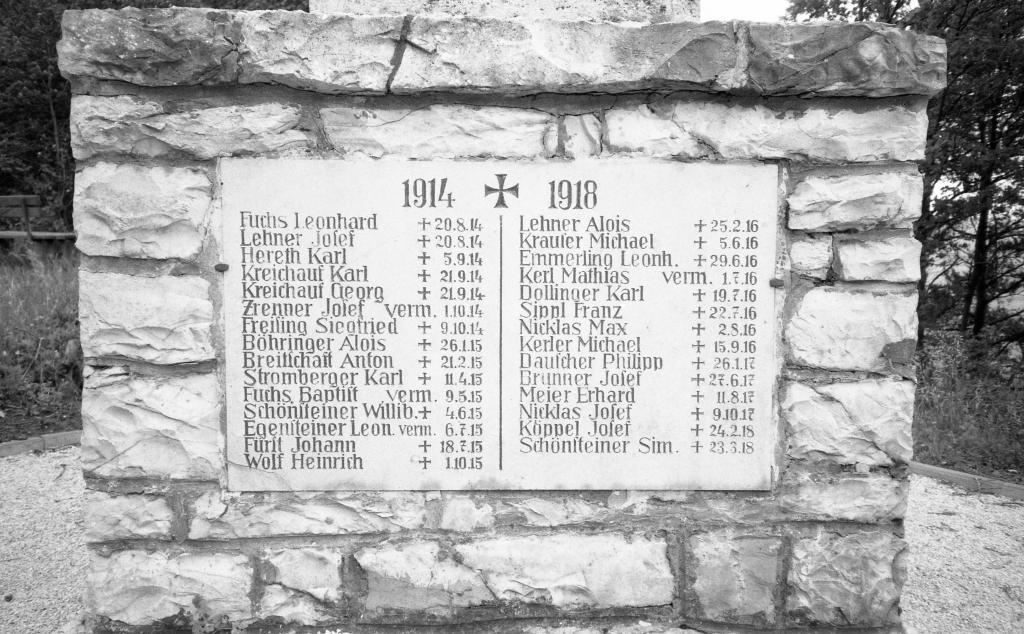 1914 ✠ 1918
Fuchs Leonhard + 20.8.14
Lehner Josef + 20.8.14
Hereth Karl + 5.9.14
Kreichauf Karl + 21.9.14
Kreichauf Georg + 21.9.14
Zrenner Josef verm. 1.10.14
Freising Siegfried + 9.10.14
Böhringer Alois + 26.1.15
Breitschaft Anton + 21.2.15
Stromberger Karl + 11.4.15
Fuchs Baptist verm. 9.5.15
Schönsteiner Willib. + 4.6.15
Egensteiner Leon. verm. 6.7.15
Fürst Johann + 18.7.15
Wolf Heinrich + 1.10.15
Lehner Alois + 25.2.16
Krauser Michael + 5.6.16
Emmerling Leonh. + 29.6.16
Kerl Mathias verm. 1.7.16
Dollinger Karl + 19.7.16
Sippl Franz + 22.7.16
Nicklas Max + 2.8.16
Kerler Michael + 15.9.16
Dauscher Philipp + 26.1.17
Brunner Josef + 27.6.17
Meier Erhard + 11.8.17
Nicklas Josef + 9.10.17
Köppel Josef + 24.2.18
Schönsteiner Sim. + 23.3.18